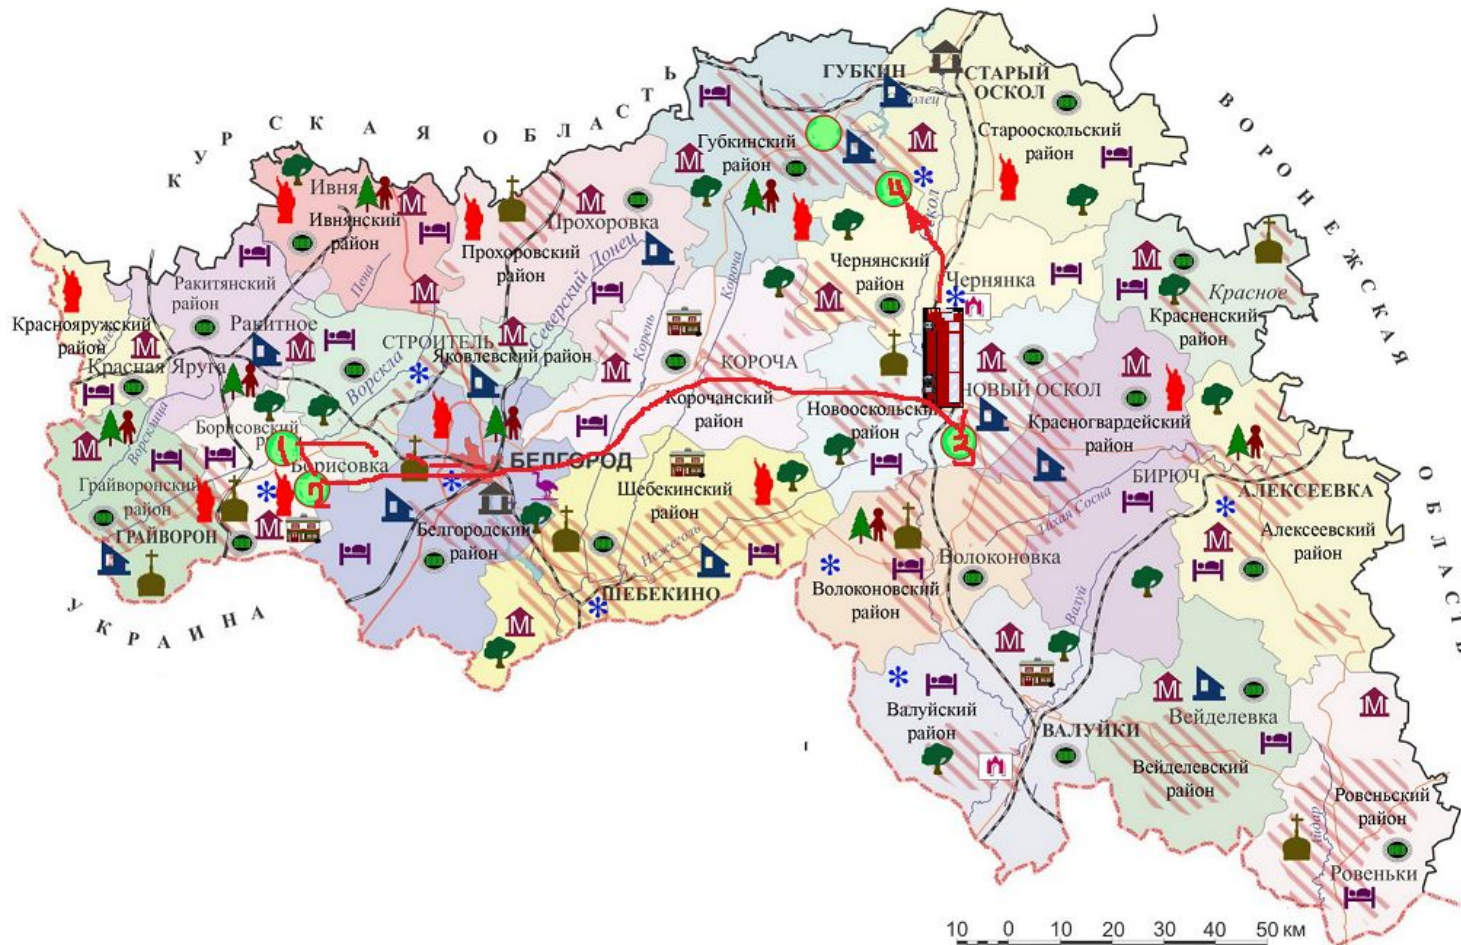 КУРСКАЯ ОБЛАСТЬ
ВОРОНЕЖСКАЯ ОБЛАСТЬ
УКРАИНА
ГУБКИН
СТАРЫЙ
ОСКОЛ
Старооскольский
район
Губкинский
район
Ивня
Ивнянский
район
Прохоровка
Прохоровский
район
Северский Донец
Короча
Корень
Пена
Чернянский
район
Чернянка
Красное
Красненский
район
Ракитянский
район
Ракитное
Краснояружский
район
Красная Яруга
СТРОИТЕЛЬ
Яковлевский район
Ворскла
Ворсклица
КОРОЧА
Корочанский
район
НОВЫЙ ОСКОЛ
Новооскольский
район
Красногвардейский
район
БИРЮЧ
Тихая Сосна
АЛЕКСЕЕВКА
Алексеевский
район
Борисовский
Борисовка
БЕЛГОРОД
Белгородский
район
Грайворонский
район
ГРАЙВОРОН
Шебекинский
район
Нежеголь
ШЕБЕКИНО
Волоконовка
Волоконовский
район
Валуй
Валуйский
район
ВАЛУЙКИ
Вейделевка
Вейделевский
район
Ровеньский
район
Айдар
Ровеньки
1
2
3
4
10 0 10 20 40 50 км